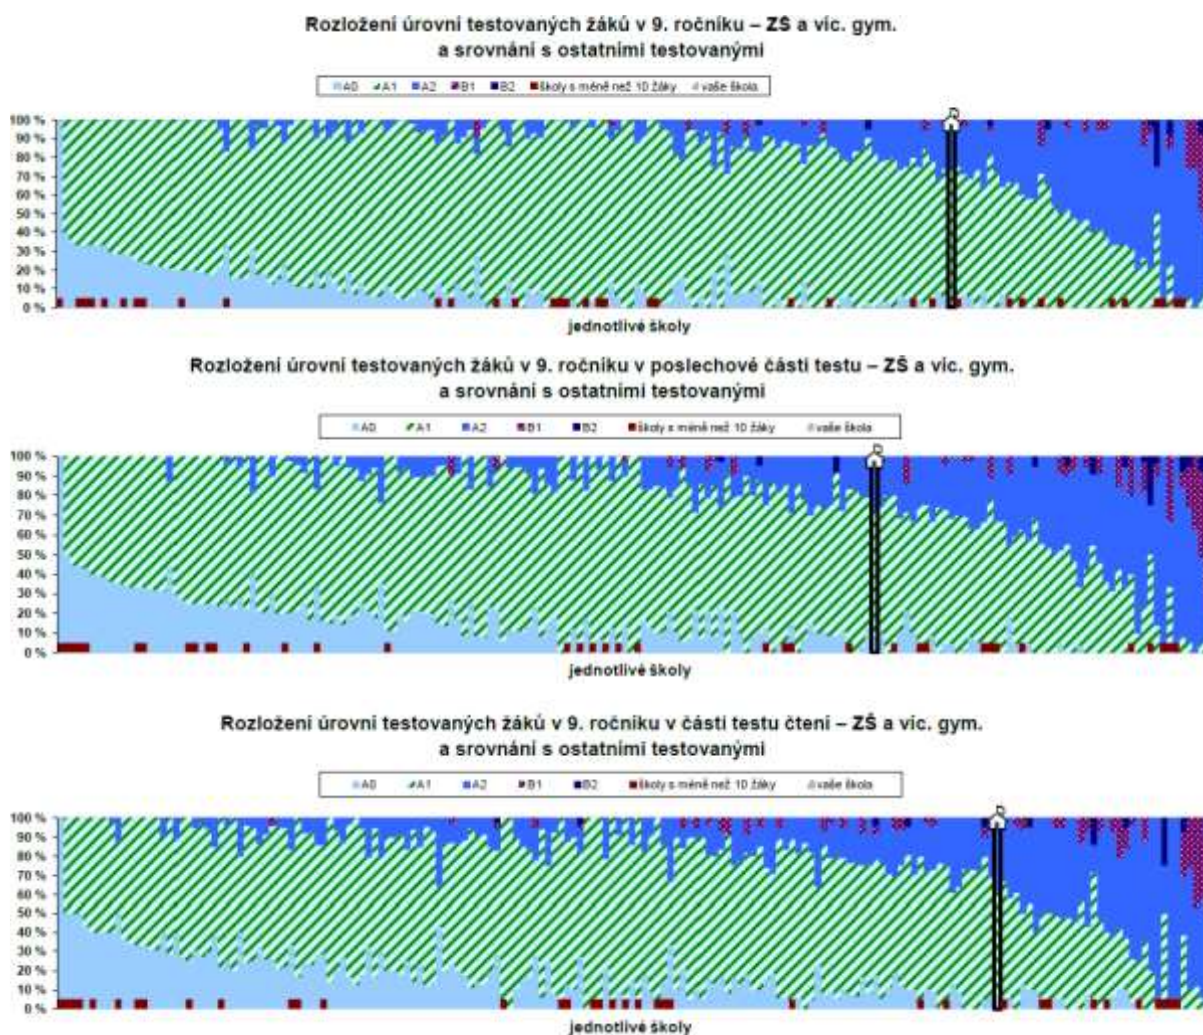 Rozložení úrovní testovaných žáků v 9. ročníku – ZŠ a víc. gym.
a srovnání s ostatními testovanými
A0 A1 A2 B1 B2 školy s méně než 10 žáky vaše škola
100 %
90 %
80 %
70 %
60 %
50 %
40 %
30 %
20 %
10 %
0 %
jednotlivé školy
Rozložení úrovní testovaných žáků v 9. ročníku v poslechové části testu – ZŠ a víc. gym.
a srovnání s ostatními testovanými
A0 A1 A2 B1 B2 školy s méně než 10 žáky vaše škola
100 %
90 %
80 %
70 %
60 %
50 %
40 %
30 %
20 %
10 %
0 %
jednotlivé školy
Rozložení úrovní testovaných žáků v 9. ročníku v části testu čtení – ZŠ a víc. gym.
a srovnání s ostatními testovanými
A0 A1 A2 B1 B2 školy s méně než 10 žáky vaše škola
100 %
90 %
80 %
70 %
60 %
50 %
40 %
30 %
20 %
10 %
0 %
jednotlivé školy